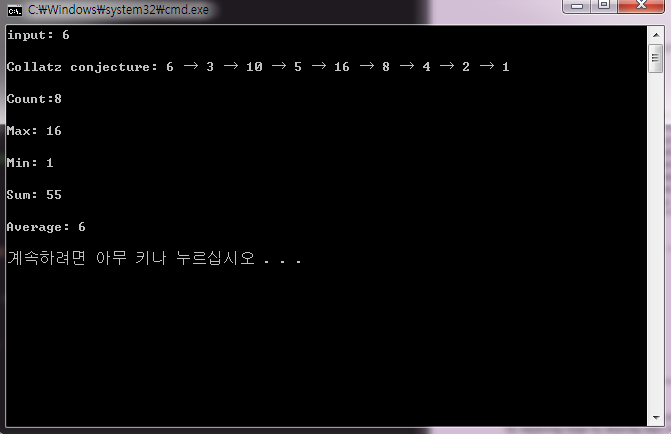 C:₩Windows₩system32₩cmd.exe
input: 6
Collatz conjecture: 6 → 3 → 10 → 5 → 16 → 8 → 4 → 2 → 1
Count:8
Max: 16
Min: 1
Sum: 55
Average: 6
계속하려면 아무 키나 누르십시오 . . .